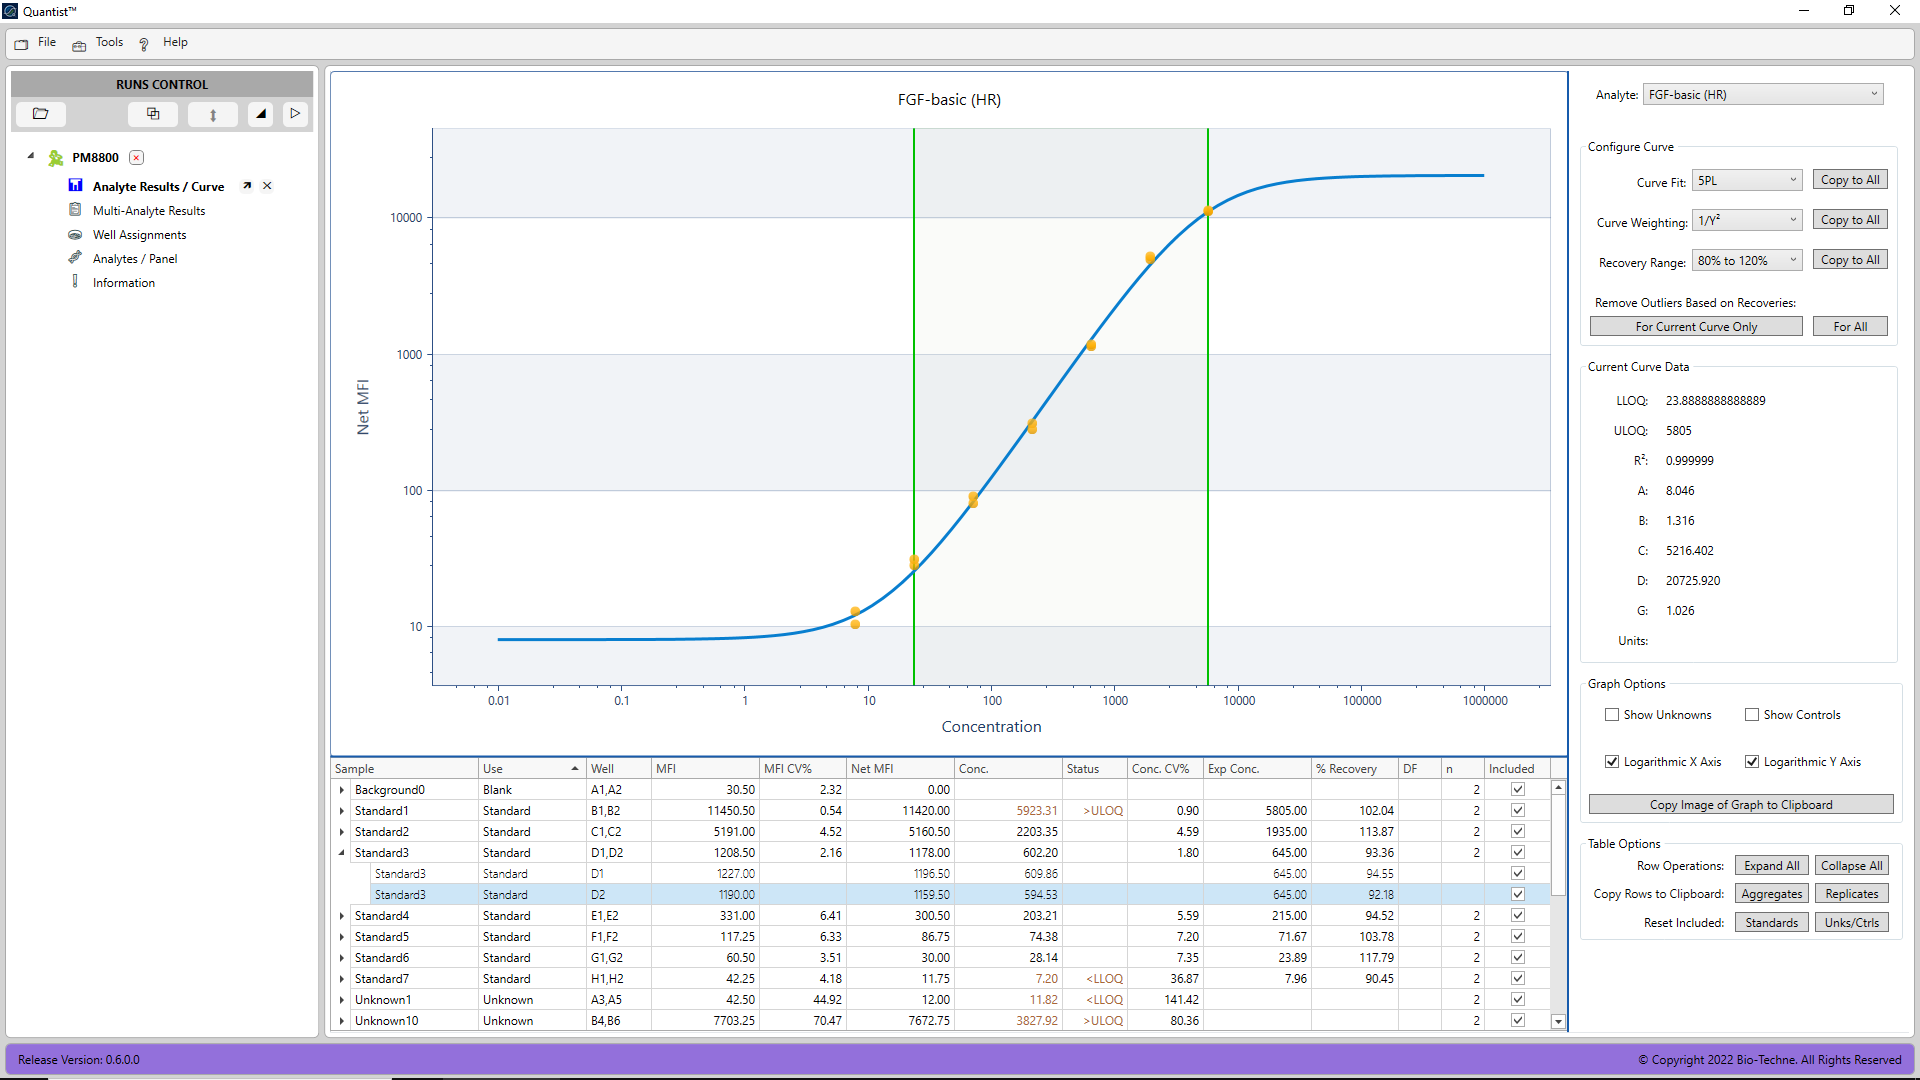 Quantist™
File Tools ? Help
RUNS CONTROL
PM8800
Analyte Results / Curve
Multi-Analyte Results
Well Assignments
Analytes / Panel
Information
FGF-basic (HR)
Net MFI
10000
1000
100
10
0.01 0.1 1 10 100 1000 10000 100000 1000000
Concentration
Sample Use Well MFI MFI CV% Net MFI Conc. Status Conc. CV% Exp Conc. % Recovery DF n Included
Background0 Blank A1,A2 30.50 2.32 0.00 2
Standard1 Standard B1,B2 11450.50 0.54 11420.00 5923.31 >ULOQ 0.90 5805.00 102.04 2
Standard2 Standard C1,C2 5191.00 4.52 5160.50 2203.35 4.59 1935.00 113.87 2
Standard3 Standard D1,D2 1208.50 2.16 1178.00 602.20 1.80 645.00 93.36 2
Standard3 Standard D1 1227.00 1196.50 609.86 645.00 94.55
Standard3 Standard D2 1190.00 1159.50 594.53 645.00 92.18
Standard4 Standard E1,E2 331.00 6.41 300.50 203.21 5.59 215.00 94.52 2
Standard5 Standard F1,F2 117.25 6.33 86.75 74.38 7.20 71.67 103.78 2
Standard6 Standard G1,G2 60.50 3.51 30.00 28.14 7.35 23.89 117.79 2
Standard7 Standard H1,H2 42.25 4.18 11.75 7.20 <LLOQ 36.87 7.96 90.45 2
Unknown1 Unknown A3,A5 42.50 44.92 12.00 11.82 <LLOQ 141.42 2
Unknown10 Unknown B4,B6 7703.25 70.47 7672.75 3827.92 >ULOQ 80.36 2
Analyte: FGF-basic (HR)
Configure Curve
Curve Fit: 5PL Copy to All
Curve Weighting: 1/Y² Copy to All
Recovery Range: 80% to 120% Copy to All
Remove Outliers Based on Recoveries:
For Current Curve Only For All
Current Curve Data
LLOQ: 23.8888888888889
ULOQ: 5805
R²: 0.999999
A: 8.046
B: 1.316
C: 5216.402
D: 20725.920
G: 1.026
Units:
Graph Options
Show Unknowns Show Controls
Logarithmic X Axis Logarithmic Y Axis
Copy Image of Graph to Clipboard
Table Options
Row Operations: Expand All Collapse All
Copy Rows to Clipboard: Aggregates Replicates
Reset Included: Standards Unks/Ctrls
Release Version: 0.6.0.0
© Copyright 2022 Bio-Techne. All Rights Reserved